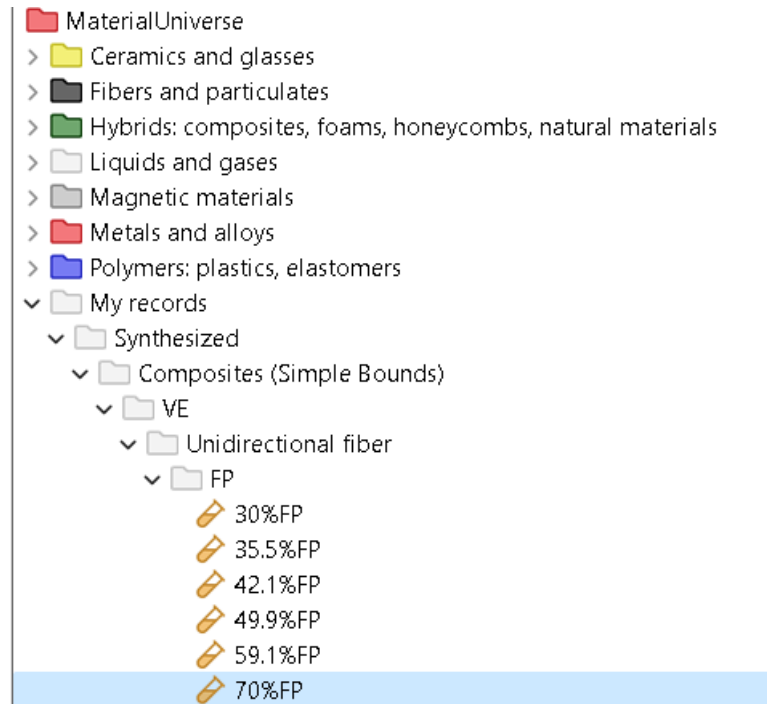 MaterialUniverse
Ceramics and glasses
Fibers and particulates
Hybrids: composites, foams, honeycombs, natural materials
Liquids and gases
Magnetic materials
Metals and alloys
Polymers: plastics, elastomers
My records
Synthesized
Composites (Simple Bounds)
VE
Unidirectional fiber
FP
30%FP
35.5%FP
42.1%FP
49.9%FP
59.1%FP
70%FP